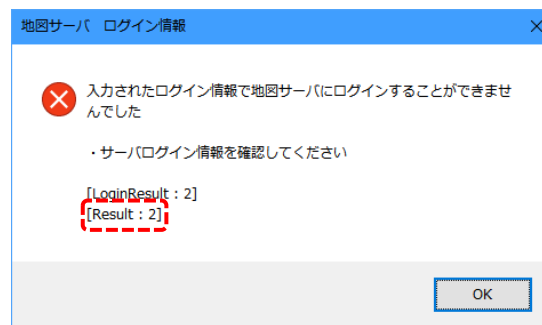 地図サーバ　ログイン情報
入力されたログイン情報で地図サーバにログインすることができませ
んでした
・サーバログイン情報を確認してください
[LoginResult : 2]
[Result : 2]
OK